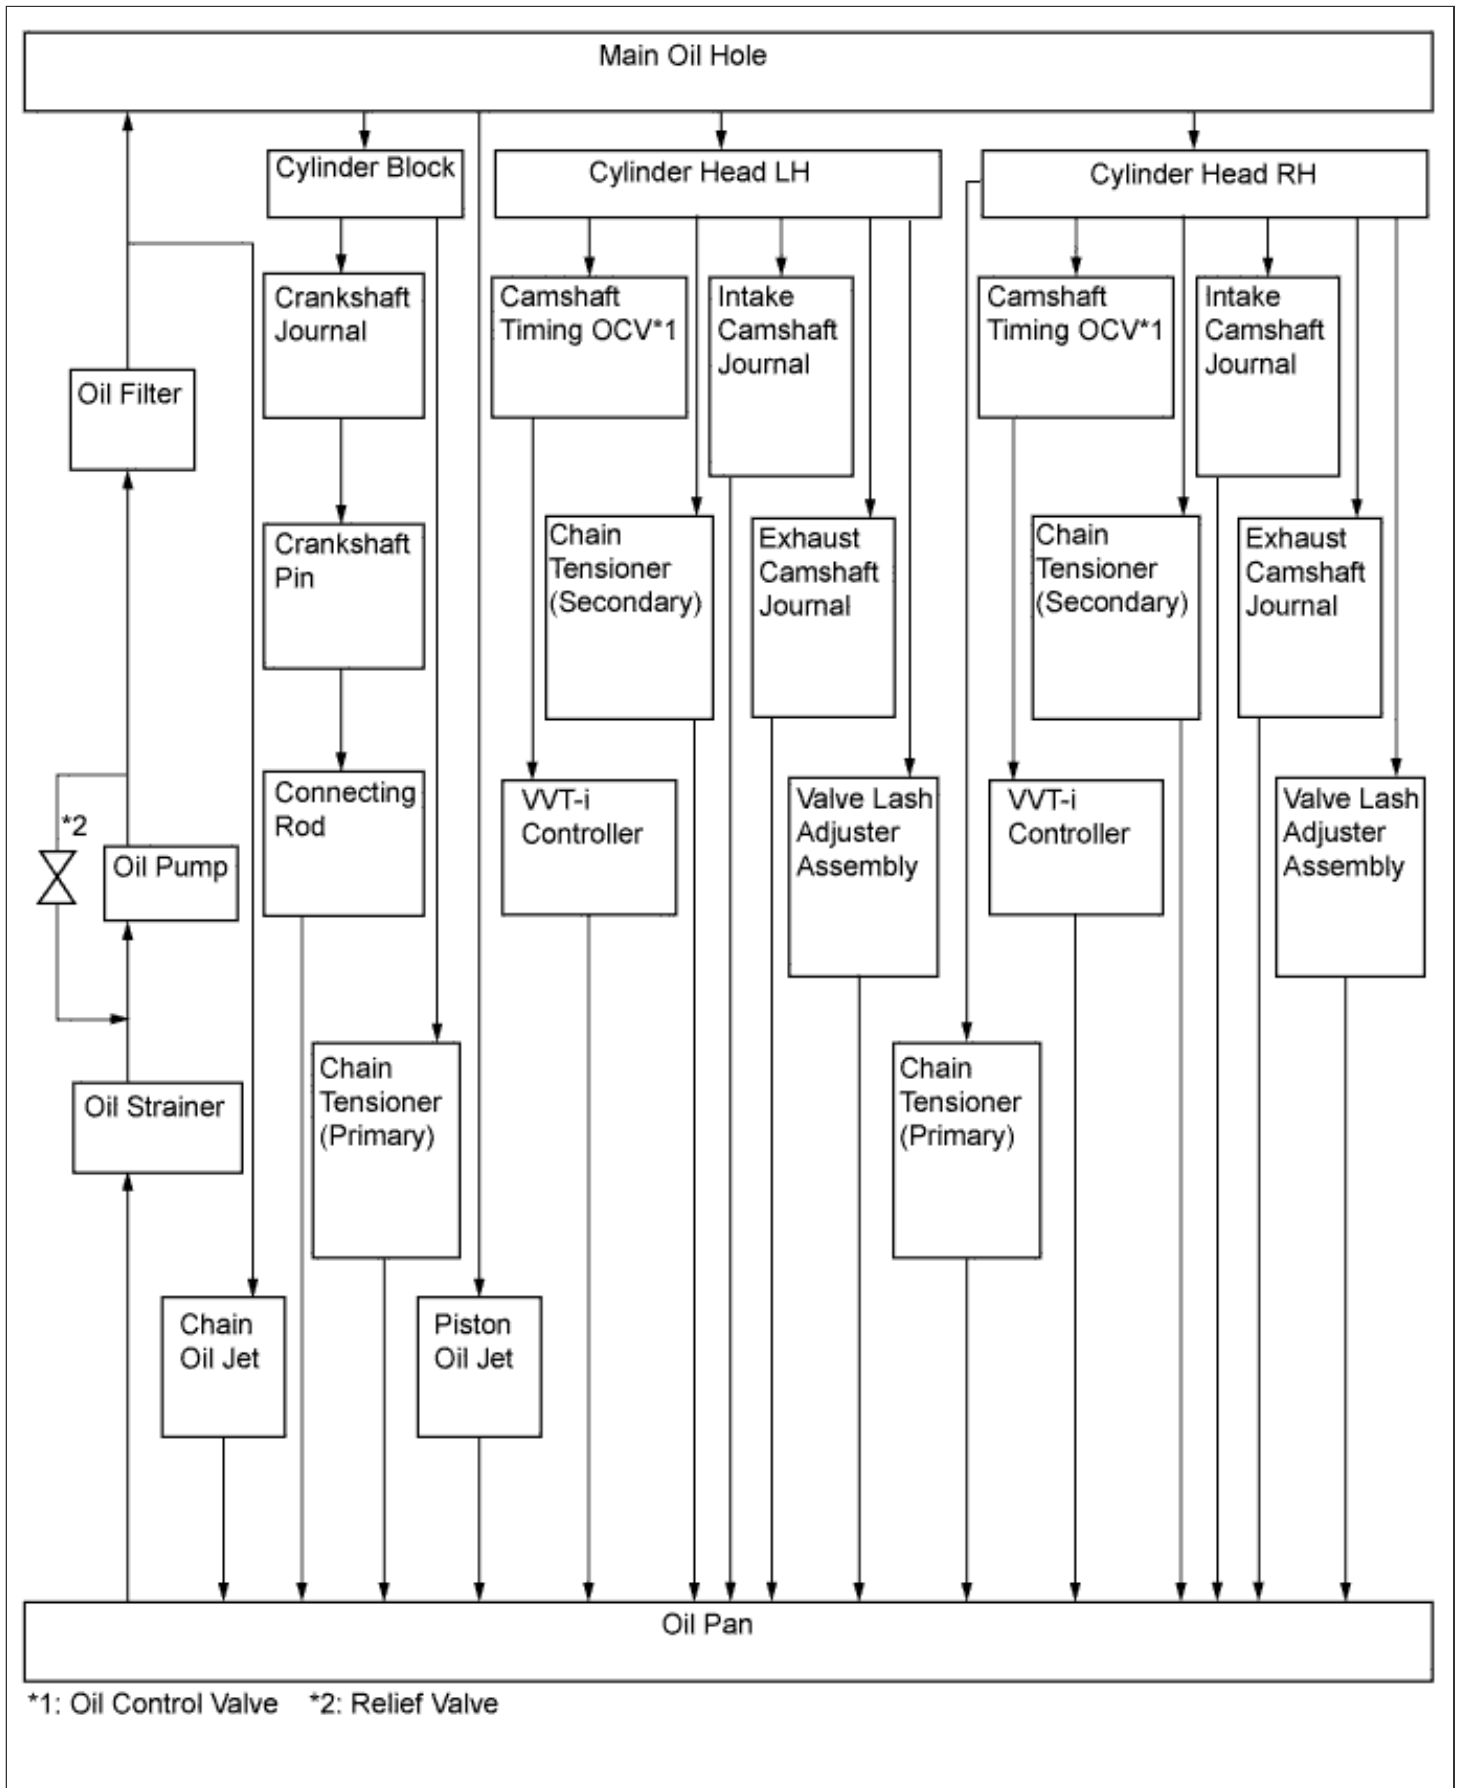 Main Oil Hole
Cylinder Block
Cylinder Head LH
Cylinder Head RH
Crankshaft
Journal
Camshaft
Timing OCV*1
Intake
Camshaft
Journal
Camshaft
Timing OCV*1
Intake
Camshaft
Journal
Oil Filter
Crankshaft
Pin
Chain
Tensioner
(Secondary)
Exhaust
Camshaft
Journal
Chain
Tensioner
(Secondary)
Exhaust
Camshaft
Journal
*2
Oil Pump
Connecting
Rod
VVT-i
Controller
Valve Lash
Adjuster
Assembly
VVT-i
Controller
Valve Lash
Adjuster
Assembly
Oil Strainer
Chain
Tensioner
(Primary)
Chain
Tensioner
(Primary)
Chain
Oil Jet
Piston
Oil Jet
Oil Pan
*1: Oil Control Valve *2: Relief Valve